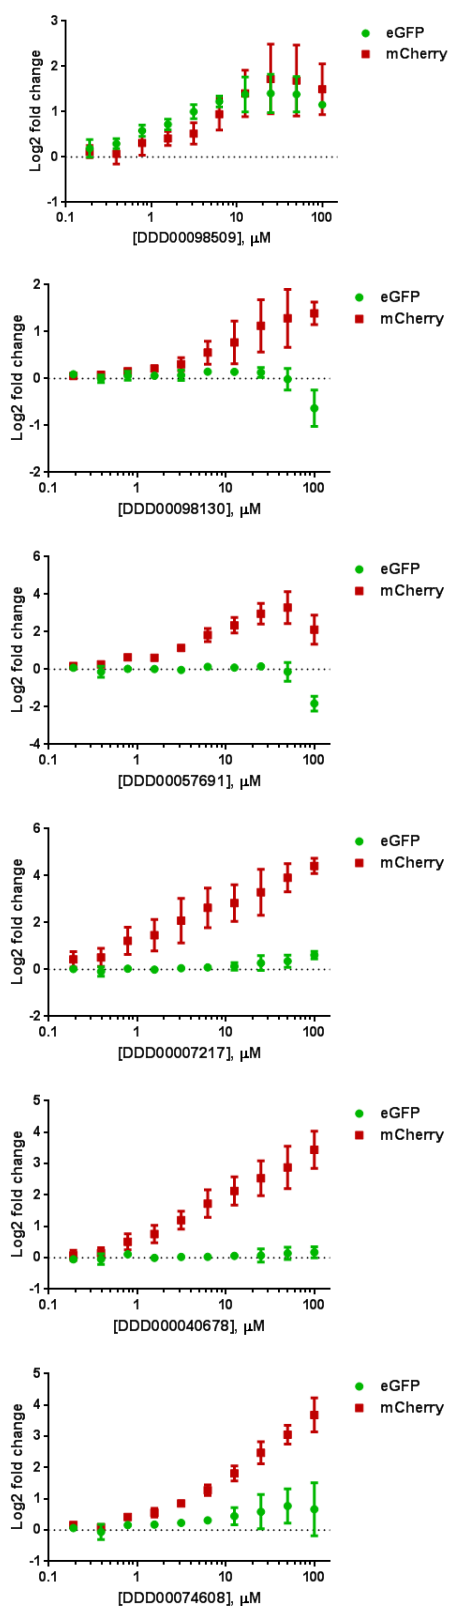 3
eGFP
mCherry
2
1
0
-1
Log2 fold change
0.1 1 10 100
[DDD00098509], μM
2
eGFP
mCherry
1
0
-1
-2
Log2 fold change
0.1 1 10 100
[DDD00098130], μM
6
eGFP
mCherry
4
2
0
-2
-4
Log2 fold change
0.1 1 10 100
[DDD00057691], μM
6
eGFP
mCherry
4
2
0
-2
Log2 fold change
0.1 1 10 100
[DDD00007217], μM
5
eGFP
mCherry
4
3
2
1
0
-1
Log2 fold change
0.1 1 10 100
[DDD000040678], μM
5
eGFP
mCherry
4
3
2
1
0
-1
Log2 fold change
0.1 1 10 100
[DDD00074608], μM